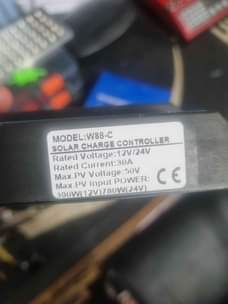 MODEL:W88-C
SOLAR CHARGE CONTROLLER
Rated Voltage:12V/24V
Rated Current:30A
Max.PV Voltage:50V
Max.PV Input POWER:
390W(12V)780W(24V)
CE